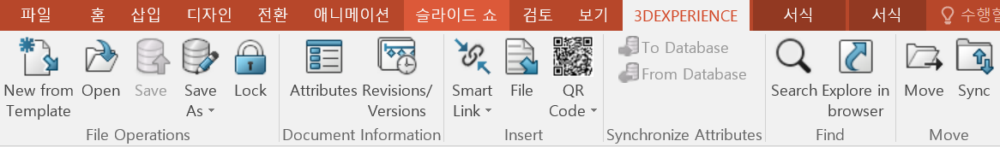 파일 홈 삽입 디자인 전환 애니메이션 슬라이드 쇼 검토 보기 3DEXPERIENCE 서식 서식 수행할
New from Template
Open
Save
Save As
Lock
File Operations
Attributes
Revisions/ Versions
Document Information
Smart Link
File
QR Code
Insert
To Database
From Database
Synchronize Attributes
Search
Explore in browser
Find
Move
Sync
Move